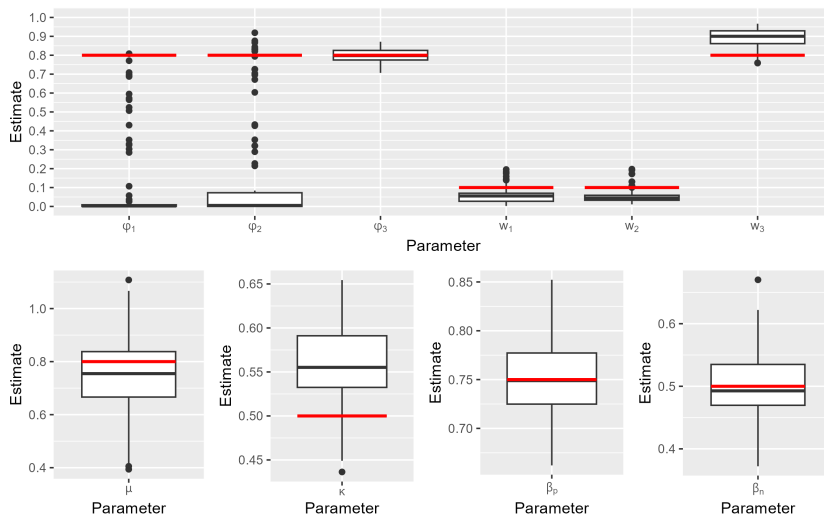 1.0
0.9
0.8
0.7
0.6
0.5
0.4
0.3
0.2
0.1
0.0
Estimate
φ₁ φ₂ φ₃ w₁ w₂ w₃
Parameter
1.0
0.8
0.6
0.4
Estimate
μ
Parameter
0.65
0.60
0.55
0.50
0.45
Estimate
κ
Parameter
0.85
0.80
0.75
0.70
Estimate
βₚ
Parameter
0.6
0.5
0.4
Estimate
βₙ
Parameter